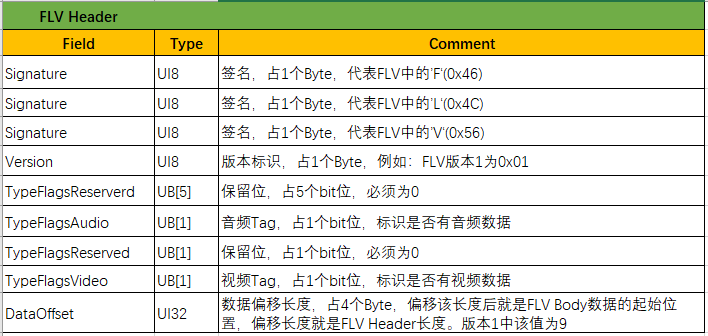 FLV Header
Field Type Comment
Signature UI8 签名，占1个Byte，代表FLV中的'F'(0x46)
Signature UI8 签名，占1个Byte，代表FLV中的'L'(0x4C)
Signature UI8 签名，占1个Byte，代表FLV中的'V'(0x56)
Version UI8 版本标识，占1个Byte，例如：FLV版本1为0x01
TypeFlagsReserverd UB[5] 保留位，占5个bit位，必须为0
TypeFlagsAudio UB[1] 音频Tag，占1个bit位，标识是否有音频数据
TypeFlagsReserved UB[1] 保留位，占1个bit位，必须为0
TypeFlagsVideo UB[1] 视频Tag，占1个bit位，标识是否有视频数据
DataOffset UI32 数据偏移长度，占4个Byte，偏移该长度后就是FLV Body数据的起始位
置，偏移长度就是FLV Header长度。版本1中该值为9